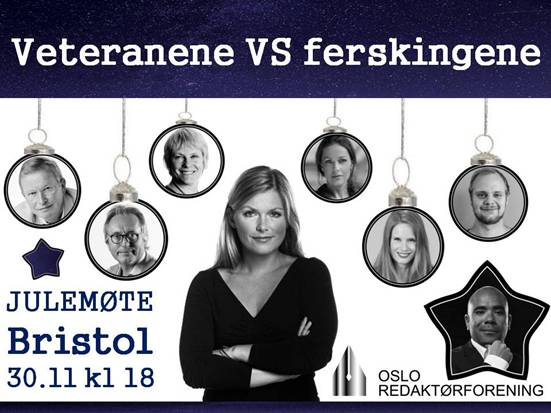 Veteranene VS ferskingene
JULEMØTE
Bristol
30.11 kl 18
OSLO
REDAKTØRFORENING